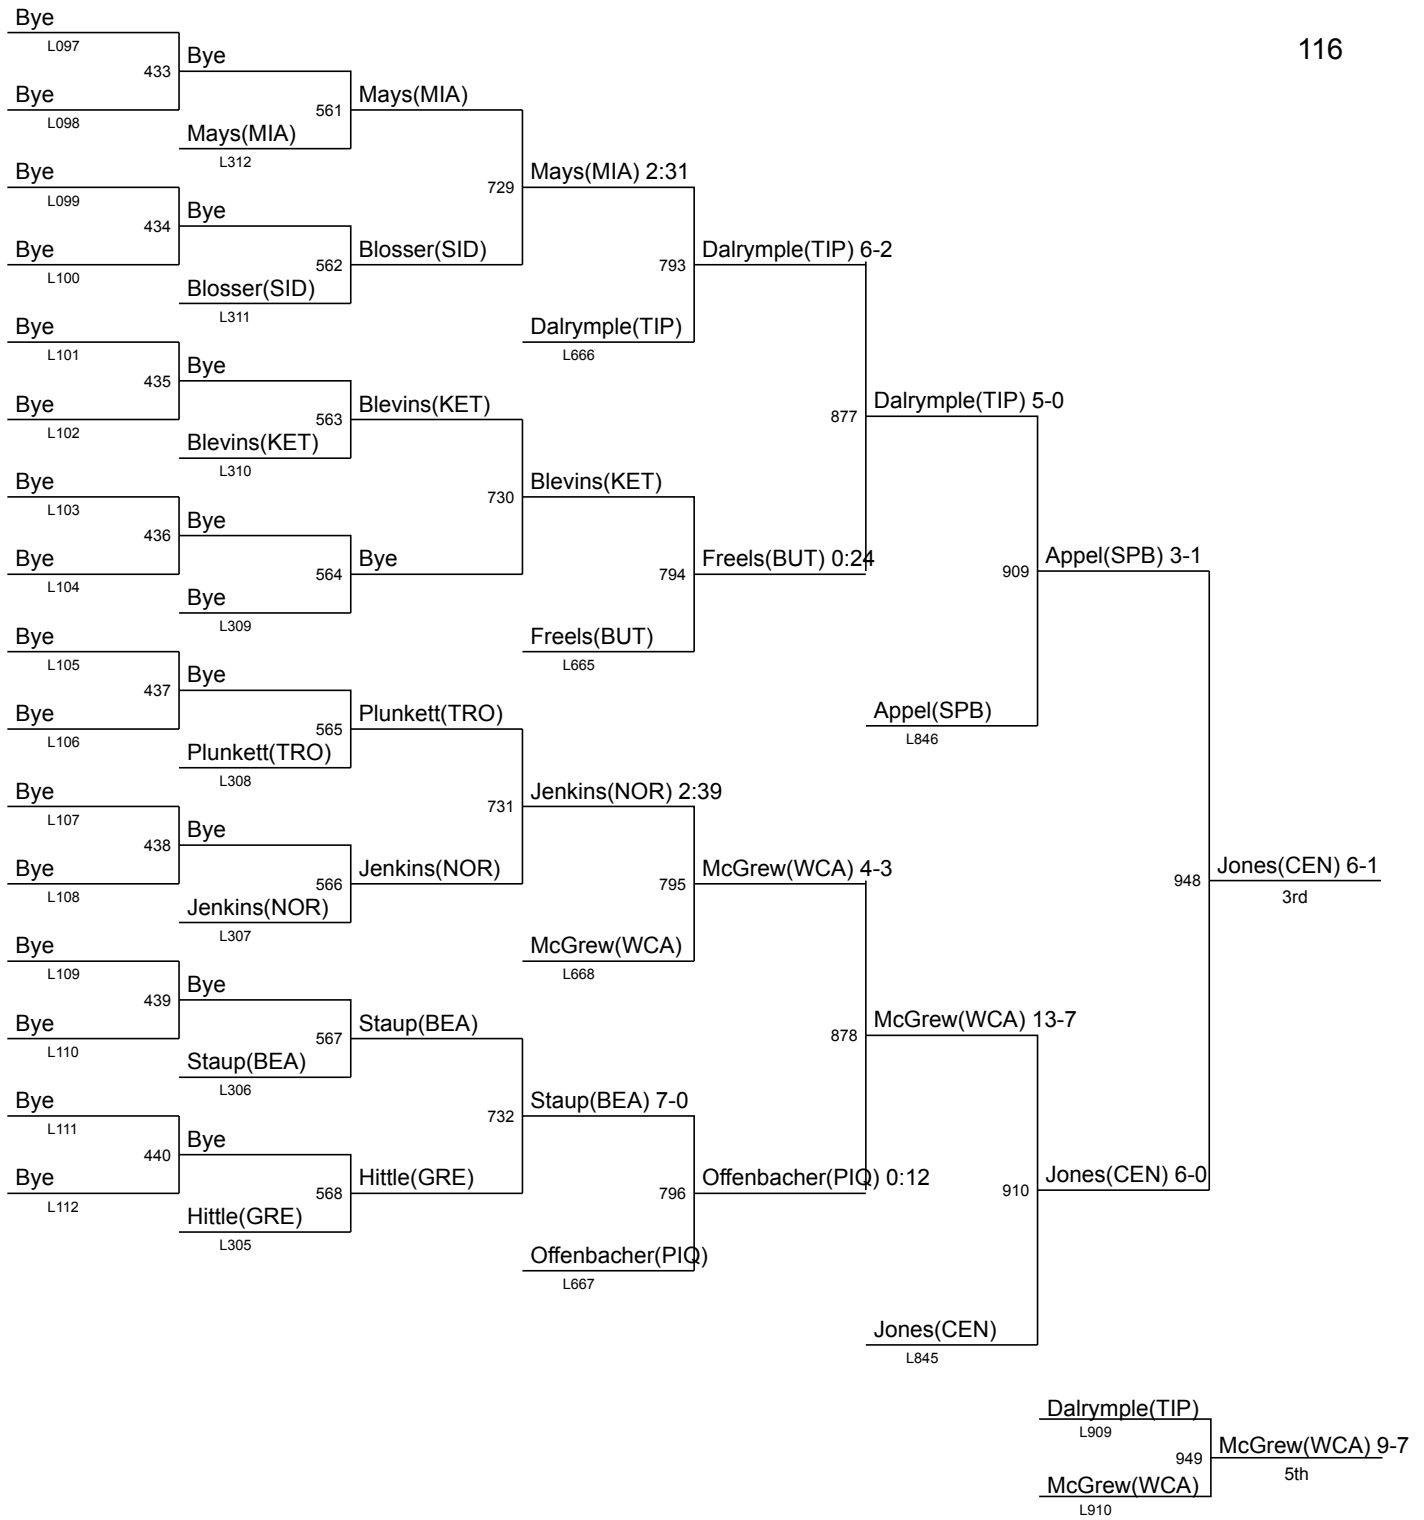 116
Bye
L097
433
Bye
L098
Bye
561
Mays(MIA)
L312
Mays(MIA)
Bye
L099
434
Bye
L100
Bye
562
Blosser(SID)
L311
Blosser(SID)
729
Mays(MIA) 2:31
793
Dalrymple(TIP)
L666
Dalrymple(TIP) 6-2
Bye
L101
435
Bye
L102
Bye
563
Blevins(KET)
L310
Blevins(KET)
Bye
L103
436
Bye
L104
Bye
564
Bye
L309
Bye
730
Blevins(KET)
794
Freels(BUT)
L665
Freels(BUT) 0:24
877
Dalrymple(TIP) 5-0
909
Appel(SPB)
L846
Appel(SPB) 3-1
Bye
L105
437
Bye
L106
Bye
565
Plunkett(TRO)
L308
Plunkett(TRO)
Bye
L107
438
Bye
L108
Bye
566
Jenkins(NOR)
L307
Jenkins(NOR)
731
Jenkins(NOR) 2:39
795
McGrew(WCA)
L668
McGrew(WCA) 4-3
Bye
L109
439
Bye
L110
Bye
567
Staup(BEA)
L306
Staup(BEA)
Bye
L111
440
Bye
L112
Bye
568
Hittle(GRE)
L305
Hittle(GRE)
732
Staup(BEA) 7-0
796
Offenbacher(PIQ)
L667
Offenbacher(PIQ) 0:12
878
McGrew(WCA) 13-7
910
Jones(CEN)
L845
Jones(CEN) 6-0
948
Jones(CEN) 6-1
3rd
Dalrymple(TIP)
L909
949
McGrew(WCA)
L910
McGrew(WCA) 9-7
5th